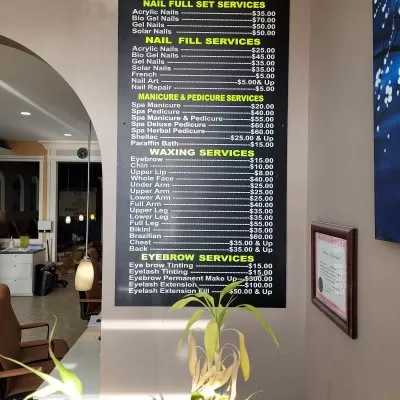 NAIL FULL SET SERVICES
Acrylic Nails $35.00
Bio Gel Nails $70.00
Gel Nails $50.00
Solar Nails $50.00
NAIL FILL SERVICES
Acrylic Nails $25.00
Bio Gel Nails $45.00
Gel Nails $35.00
Solar Nails $35.00
French $5.00
Nail Art $5.00& Up
Nail Repair $5.00
MANICURE & PEDICURE SERVICES
Spa Manicure $20.00
Spa Pedicure $40.00
Spa Manicure & Pedicure $55.00
Spa Deluxe Pedicure $60.00
Spa Herbal Pedicure $60.00
Shellac $25.00 & Up
Paraffin Bath $15.00
WAXING SERVICES
Eyebrow $15.00
Chin $10.00
Upper Lip $8.00
Whole Face $40.00
Under Arm $25.00
Upper Arm $25.00
Lower Arm $25.00
Full Arm $40.00
Upper Leg $35.00
Lower Leg $35.00
Full Leg $55.00
Bikini $35.00
Brazilian $60.00
Chest $35.00 & Up
Back $35.00 & Up
EYEBROW SERVICES
Eye brow Tinting $15.00
Eyelash Tinting $15.00
Eyebrow Permanent Make Up $300.00
Eyelash Extension $100.00
Eyelash Extension Fill $50.00 & Up